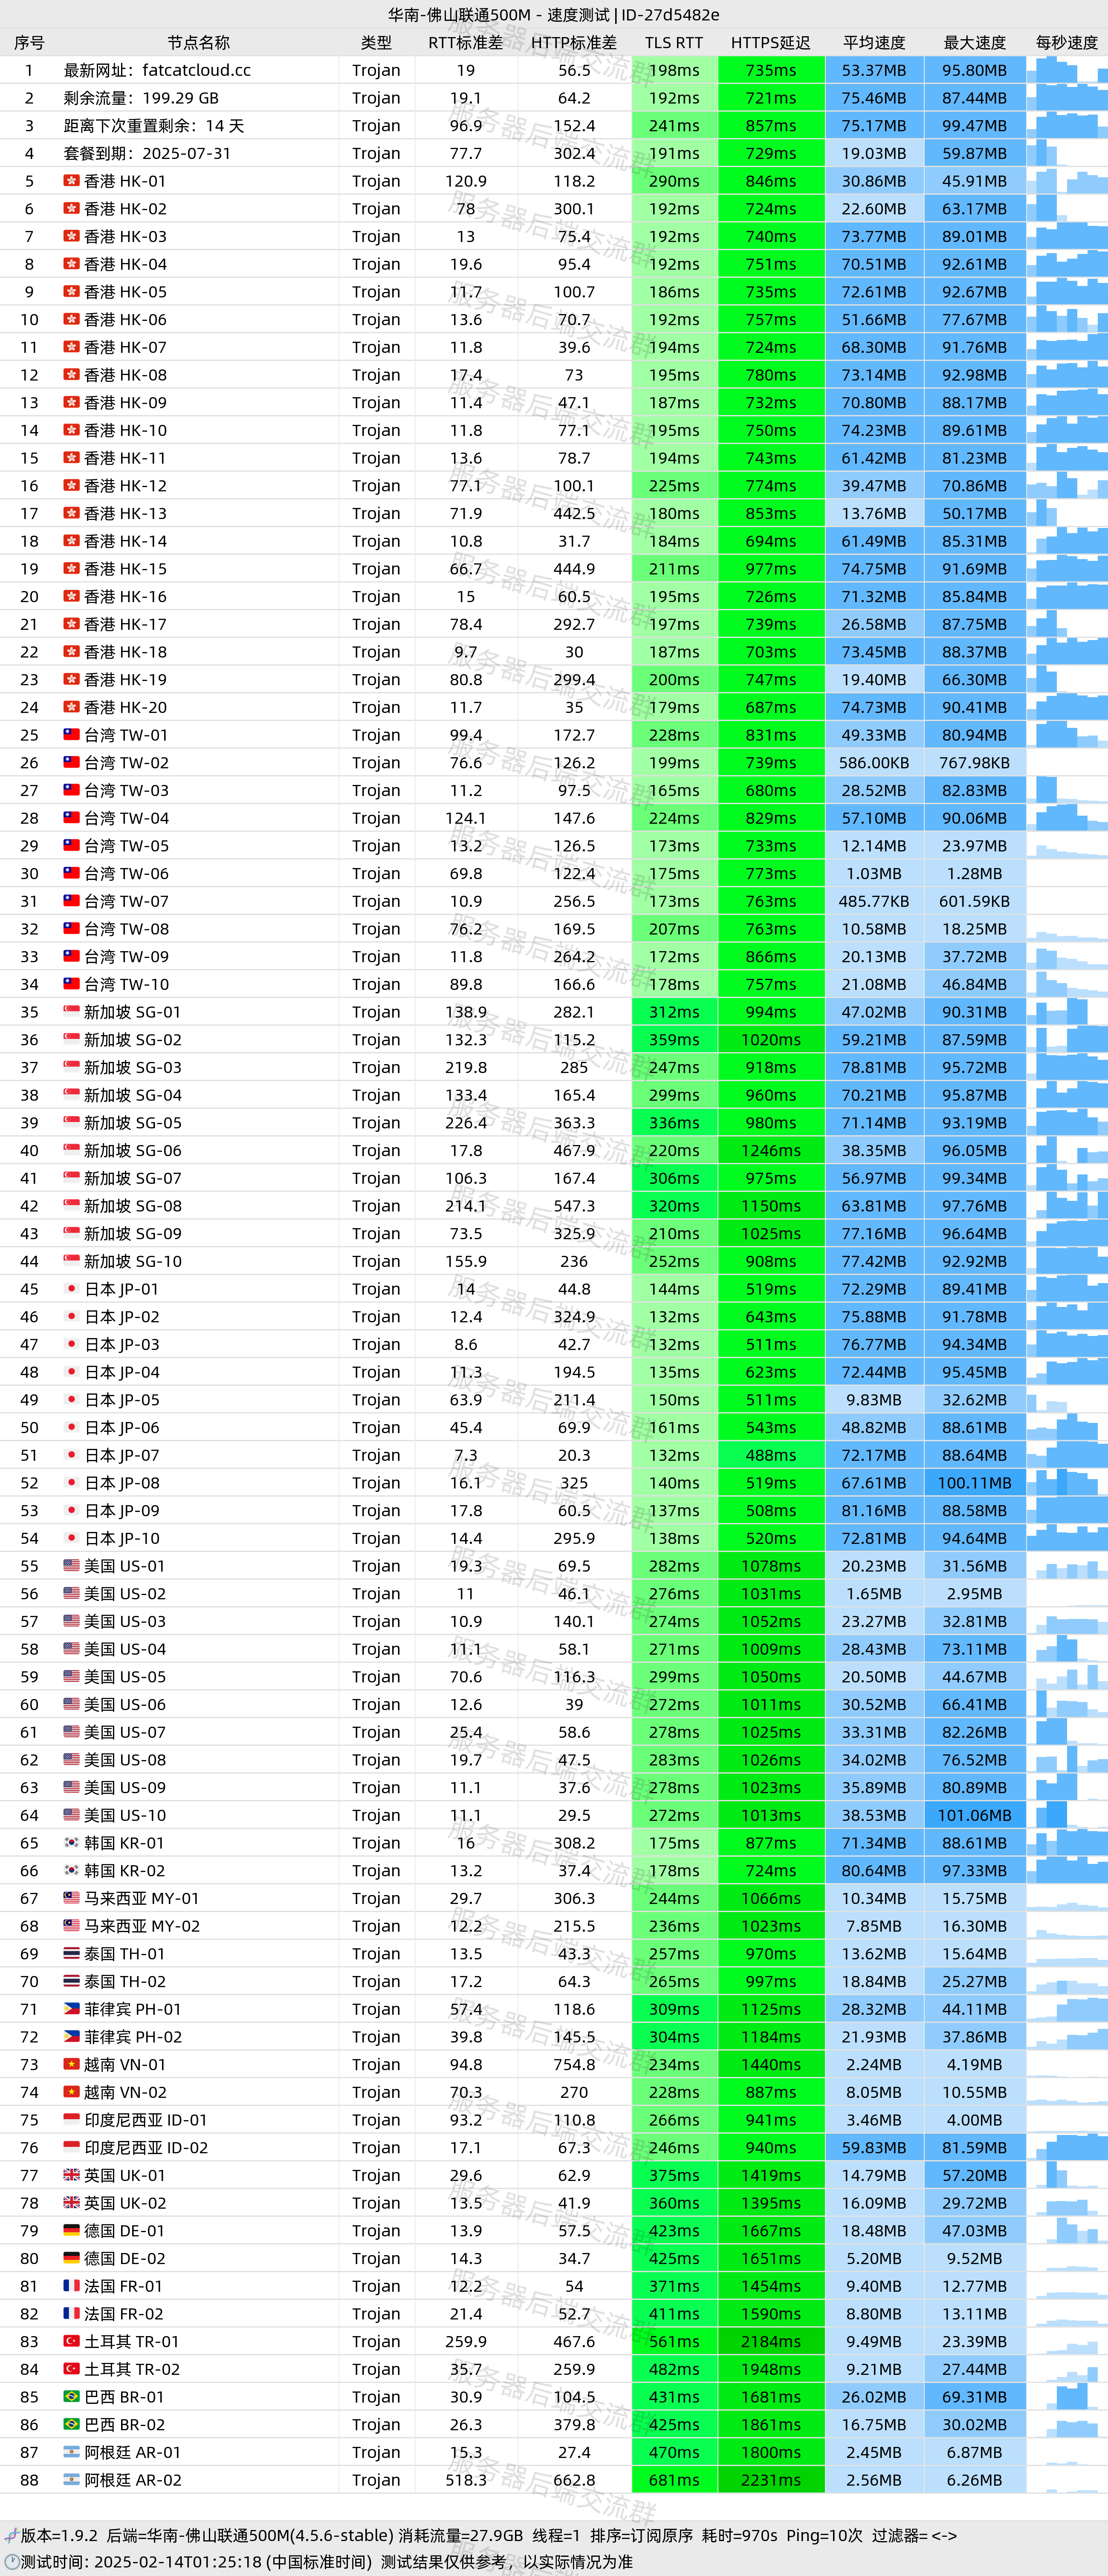 华南-佛山联通500M - 速度测试 | ID-27d5482e
序号 节点名称 类型 RTT标准差 HTTP标准差 TLS RTT HTTPS延迟 平均速度 最大速度 每秒速度
1 最新网址：fatcatcloud.cc Trojan 19 56.5 198ms 735ms 53.37MB 95.80MB
2 剩余流量：199.29 GB Trojan 19.1 64.2 192ms 721ms 75.46MB 87.44MB
3 距离下次重置剩余：14 天 Trojan 96.9 152.4 241ms 857ms 75.17MB 99.47MB
4 套餐到期：2025-07-31 Trojan 77.7 302.4 191ms 729ms 19.03MB 59.87MB
5 香港 HK-01 Trojan 120.9 118.2 290ms 846ms 30.86MB 45.91MB
6 香港 HK-02 Trojan 78 300.1 192ms 724ms 22.60MB 63.17MB
7 香港 HK-03 Trojan 13 75.4 192ms 740ms 73.77MB 89.01MB
8 香港 HK-04 Trojan 19.6 95.4 192ms 751ms 70.51MB 92.61MB
9 香港 HK-05 Trojan 11.7 100.7 186ms 735ms 72.61MB 92.67MB
10 香港 HK-06 Trojan 13.6 70.7 192ms 757ms 51.66MB 77.67MB
11 香港 HK-07 Trojan 11.8 39.6 194ms 724ms 68.30MB 91.76MB
12 香港 HK-08 Trojan 17.4 73 195ms 780ms 73.14MB 92.98MB
13 香港 HK-09 Trojan 11.4 47.1 187ms 732ms 70.80MB 88.17MB
14 香港 HK-10 Trojan 11.8 77.1 195ms 750ms 74.23MB 89.61MB
15 香港 HK-11 Trojan 13.6 78.7 194ms 743ms 61.42MB 81.23MB
16 香港 HK-12 Trojan 77.1 100.1 225ms 774ms 39.47MB 70.86MB
17 香港 HK-13 Trojan 71.9 442.5 180ms 853ms 13.76MB 50.17MB
18 香港 HK-14 Trojan 10.8 31.7 184ms 694ms 61.49MB 85.31MB
19 香港 HK-15 Trojan 66.7 444.9 211ms 977ms 74.75MB 91.69MB
20 香港 HK-16 Trojan 15 60.5 195ms 726ms 71.32MB 85.84MB
21 香港 HK-17 Trojan 78.4 292.7 197ms 739ms 26.58MB 87.75MB
22 香港 HK-18 Trojan 9.7 30 187ms 703ms 73.45MB 88.37MB
23 香港 HK-19 Trojan 80.8 299.4 200ms 747ms 19.40MB 66.30MB
24 香港 HK-20 Trojan 11.7 35 179ms 687ms 74.73MB 90.41MB
25 台湾 TW-01 Trojan 99.4 172.7 228ms 831ms 49.33MB 80.94MB
26 台湾 TW-02 Trojan 76.6 126.2 199ms 739ms 586.00KB 767.98KB
27 台湾 TW-03 Trojan 11.2 97.5 165ms 680ms 28.52MB 82.83MB
28 台湾 TW-04 Trojan 124.1 147.6 224ms 829ms 57.10MB 90.06MB
29 台湾 TW-05 Trojan 13.2 126.5 173ms 733ms 12.14MB 23.97MB
30 台湾 TW-06 Trojan 69.8 122.4 175ms 773ms 1.03MB 1.28MB
31 台湾 TW-07 Trojan 10.9 256.5 173ms 763ms 485.77KB 601.59KB
32 台湾 TW-08 Trojan 76.2 169.5 207ms 763ms 10.58MB 18.25MB
33 台湾 TW-09 Trojan 11.8 264.2 172ms 866ms 20.13MB 37.72MB
34 台湾 TW-10 Trojan 89.8 166.6 178ms 757ms 21.08MB 46.84MB
35 新加坡 SG-01 Trojan 138.9 282.1 312ms 994ms 47.02MB 90.31MB
36 新加坡 SG-02 Trojan 132.3 115.2 359ms 1020ms 59.21MB 87.59MB
37 新加坡 SG-03 Trojan 219.8 285 247ms 918ms 78.81MB 95.72MB
38 新加坡 SG-04 Trojan 133.4 165.4 299ms 960ms 70.21MB 95.87MB
39 新加坡 SG-05 Trojan 226.4 363.3 336ms 980ms 71.14MB 93.19MB
40 新加坡 SG-06 Trojan 17.8 467.9 220ms 1246ms 38.35MB 96.05MB
41 新加坡 SG-07 Trojan 106.3 167.4 306ms 975ms 56.97MB 99.34MB
42 新加坡 SG-08 Trojan 214.1 547.3 320ms 1150ms 63.81MB 97.76MB
43 新加坡 SG-09 Trojan 73.5 325.9 210ms 1025ms 77.16MB 96.64MB
44 新加坡 SG-10 Trojan 155.9 236 252ms 908ms 77.42MB 92.92MB
45 日本 JP-01 Trojan 14 44.8 144ms 519ms 72.29MB 89.41MB
46 日本 JP-02 Trojan 12.4 324.9 132ms 643ms 75.88MB 91.78MB
47 日本 JP-03 Trojan 8.6 42.7 132ms 511ms 76.77MB 94.34MB
48 日本 JP-04 Trojan 11.3 194.5 135ms 623ms 72.44MB 95.45MB
49 日本 JP-05 Trojan 63.9 211.4 150ms 511ms 9.83MB 32.62MB
50 日本 JP-06 Trojan 45.4 69.9 161ms 543ms 48.82MB 88.61MB
51 日本 JP-07 Trojan 7.3 20.3 132ms 488ms 72.17MB 88.64MB
52 日本 JP-08 Trojan 16.1 325 140ms 519ms 67.61MB 100.11MB
53 日本 JP-09 Trojan 17.8 60.5 137ms 508ms 81.16MB 88.58MB
54 日本 JP-10 Trojan 14.4 295.9 138ms 520ms 72.81MB 94.64MB
55 美国 US-01 Trojan 19.3 69.5 282ms 1078ms 20.23MB 31.56MB
56 美国 US-02 Trojan 11 46.1 276ms 1031ms 1.65MB 2.95MB
57 美国 US-03 Trojan 10.9 140.1 274ms 1052ms 23.27MB 32.81MB
58 美国 US-04 Trojan 11.1 58.1 271ms 1009ms 28.43MB 73.11MB
59 美国 US-05 Trojan 70.6 116.3 299ms 1050ms 20.50MB 44.67MB
60 美国 US-06 Trojan 12.6 39 272ms 1011ms 30.52MB 66.41MB
61 美国 US-07 Trojan 25.4 58.6 278ms 1025ms 33.31MB 82.26MB
62 美国 US-08 Trojan 19.7 47.5 283ms 1026ms 34.02MB 76.52MB
63 美国 US-09 Trojan 11.1 37.6 278ms 1023ms 35.89MB 80.89MB
64 美国 US-10 Trojan 11.1 29.5 272ms 1013ms 38.53MB 101.06MB
65 韩国 KR-01 Trojan 16 308.2 175ms 877ms 71.34MB 88.61MB
66 韩国 KR-02 Trojan 13.2 37.4 178ms 724ms 80.64MB 97.33MB
67 马来西亚 MY-01 Trojan 29.7 306.3 244ms 1066ms 10.34MB 15.75MB
68 马来西亚 MY-02 Trojan 12.2 215.5 236ms 1023ms 7.85MB 16.30MB
69 泰国 TH-01 Trojan 13.5 43.3 257ms 970ms 13.62MB 15.64MB
70 泰国 TH-02 Trojan 17.2 64.3 265ms 997ms 18.84MB 25.27MB
71 菲律宾 PH-01 Trojan 57.4 118.6 309ms 1125ms 28.32MB 44.11MB
72 菲律宾 PH-02 Trojan 39.8 145.5 304ms 1184ms 21.93MB 37.86MB
73 越南 VN-01 Trojan 94.8 754.8 234ms 1440ms 2.24MB 4.19MB
74 越南 VN-02 Trojan 70.3 270 228ms 887ms 8.05MB 10.55MB
75 印度尼西亚 ID-01 Trojan 93.2 110.8 266ms 941ms 3.46MB 4.00MB
76 印度尼西亚 ID-02 Trojan 17.1 67.3 246ms 940ms 59.83MB 81.59MB
77 英国 UK-01 Trojan 29.6 62.9 375ms 1419ms 14.79MB 57.20MB
78 英国 UK-02 Trojan 13.5 41.9 360ms 1395ms 16.09MB 29.72MB
79 德国 DE-01 Trojan 13.9 57.5 423ms 1667ms 18.48MB 47.03MB
80 德国 DE-02 Trojan 14.3 34.7 425ms 1651ms 5.20MB 9.52MB
81 法国 FR-01 Trojan 12.2 54 371ms 1454ms 9.40MB 12.77MB
82 法国 FR-02 Trojan 21.4 52.7 411ms 1590ms 8.80MB 13.11MB
83 土耳其 TR-01 Trojan 259.9 467.6 561ms 2184ms 9.49MB 23.39MB
84 土耳其 TR-02 Trojan 35.7 259.9 482ms 1948ms 9.21MB 27.44MB
85 巴西 BR-01 Trojan 30.9 104.5 431ms 1681ms 26.02MB 69.31MB
86 巴西 BR-02 Trojan 26.3 379.8 425ms 1861ms 16.75MB 30.02MB
87 阿根廷 AR-01 Trojan 15.3 27.4 470ms 1800ms 2.45MB 6.87MB
88 阿根廷 AR-02 Trojan 518.3 662.8 681ms 2231ms 2.56MB 6.26MB
版本=1.9.2 后端=华南-佛山联通500M(4.5.6-stable) 消耗流量=27.9GB 线程=1 排序=订阅原序 耗时=970s Ping=10次 过滤器= <->
测试时间: 2025-02-14T01:25:18 (中国标准时间) 测试结果仅供参考，以实际情况为准
服务器后端交流群